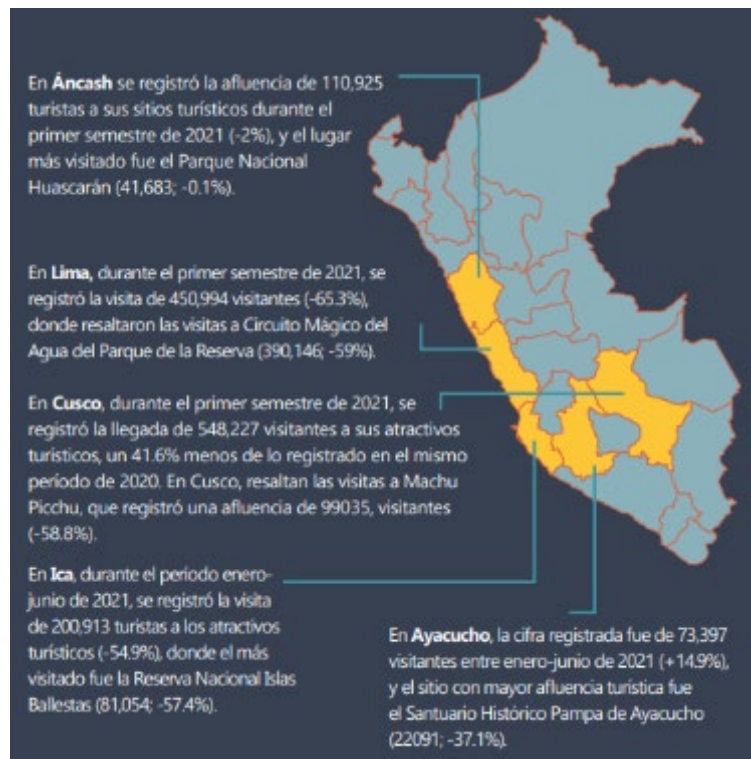 En Áncash se registró la afluencia de 110,925
turistas a sus sitios turísticos durante el
primer semestre de 2021 (-2%), y el lugar
más visitado fue el Parque Nacional
Huascarán (41,683; -0.1%).
En Lima, durante el primer semestre de 2021, se
registró la visita de 450,994 visitantes (-65.3%),
donde resaltaron las visitas a Circuito Mágico del
Agua del Parque de la Reserva (390,146; -59%).
En Cusco, durante el primer semestre de 2021, se
registró la llegada de 548,227 visitantes a sus atractivos
turísticos, un 41.6% menos de lo registrado en el mismo
período de 2020. En Cusco, resaltan las visitas a Machu
Picchu, que registró una afluencia de 99035, visitantes
(-58.8%).
En Ica, durante el período enero-
junio de 2021, se registró la visita
de 200,913 turistas a los atractivos
turísticos (-54.9%), donde el más
visitado fue la Reserva Nacional Islas
Ballestas (81,054; -57.4%).
En Ayacucho, la cifra registrada fue de 73,397
visitantes entre enero-junio de 2021 (+14.9%),
y el sitio con mayor afluencia turística fue
el Santuario Histórico Pampa de Ayacucho
(22091; -37.1%).